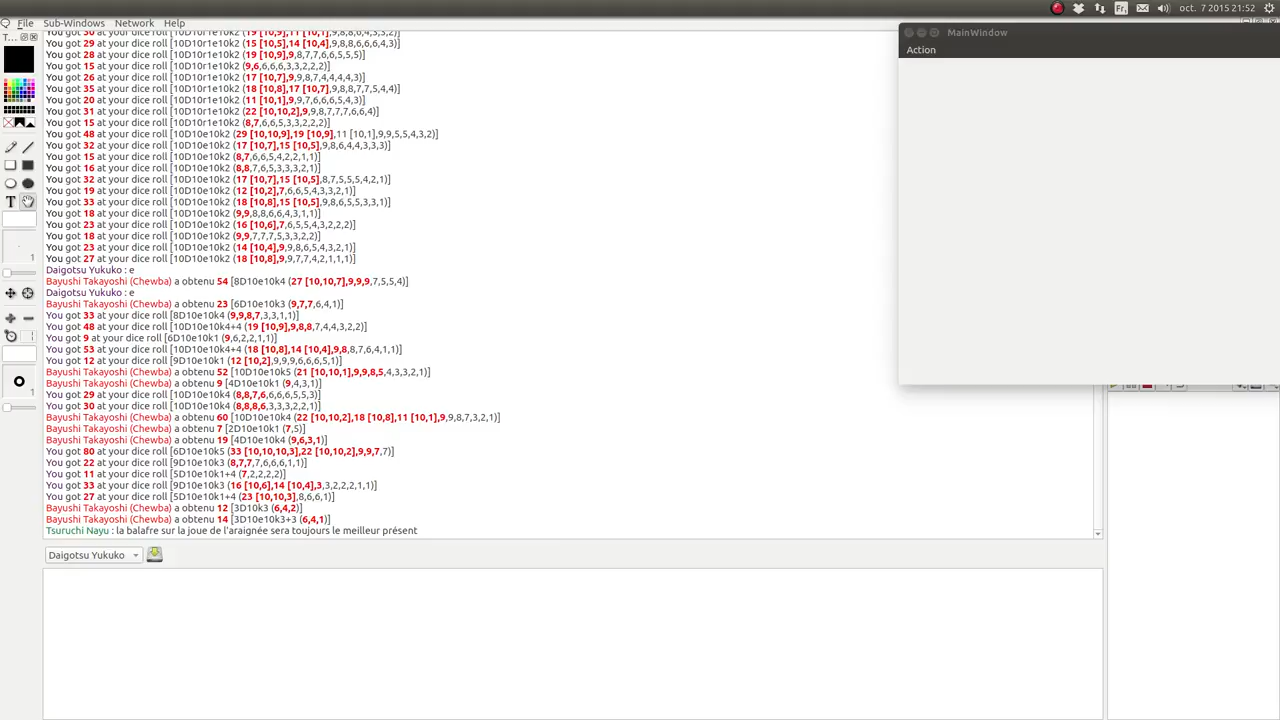 Fr, oct. 7 2015 21:52
File Sub-Windows Network Help
MainWindow
Action
T...
You got 30 at your dice roll [10D10r1e10k2 (19 [10,9],11 [10,1],9,8,8,6,4,3,3,2)]
You got 29 at your dice roll [10D10r1e10k2 (15 [10,5],14 [10,4],9,8,8,6,6,6,4,3)]
You got 28 at your dice roll [10D10r1e10k2 (19 [10,9],9,8,7,7,6,6,5,5,5)]
You got 15 at your dice roll [10D10r1e10k2 (9,6,6,6,6,3,3,2,2,2)]
You got 26 at your dice roll [10D10r1e10k2 (17 [10,7],9,9,8,7,4,4,4,4,3)]
You got 35 at your dice roll [10D10r1e10k2 (18 [10,8],17 [10,7],9,8,8,7,7,5,4,4)]
You got 20 at your dice roll [10D10r1e10k2 (11 [10,1],9,9,7,6,6,6,5,4,3)]
You got 31 at your dice roll [10D10r1e10k2 (22 [10,10,2],9,9,8,7,7,7,6,6,4)]
You got 15 at your dice roll [10D10r1e10k2 (8,7,6,6,5,3,3,2,2,2)]
You got 48 at your dice roll [10D10e10k2 (29 [10,10,9],19 [10,9],11 [10,1],9,9,5,5,4,3,2)]
You got 32 at your dice roll [10D10e10k2 (17 [10,7],15 [10,5],9,8,6,4,4,3,3,3)]
You got 15 at your dice roll [10D10e10k2 (8,7,6,6,5,4,2,2,1,1)]
You got 16 at your dice roll [10D10e10k2 (8,8,7,6,5,3,3,3,2,1)]
You got 32 at your dice roll [10D10e10k2 (17 [10,7],15 [10,5],8,7,5,5,5,4,2,1)]
You got 19 at your dice roll [10D10e10k2 (12 [10,2],7,6,6,5,4,3,3,2,1)]
You got 33 at your dice roll [10D10e10k2 (18 [10,8],15 [10,5],9,8,6,5,5,3,3,1)]
You got 18 at your dice roll [10D10e10k2 (9,9,8,8,6,6,4,3,1,1)]
You got 23 at your dice roll [10D10e10k2 (16 [10,6],7,6,5,5,4,3,2,2,2)]
You got 18 at your dice roll [10D10e10k2 (9,9,7,7,7,5,3,3,2,2)]
You got 23 at your dice roll [10D10e10k2 (14 [10,4],9,9,8,6,5,4,3,2,1)]
You got 27 at your dice roll [10D10e10k2 (18 [10,8],9,9,7,7,4,2,1,1,1)]
Daigotsu Yukuko : e
Bayushi Takayoshi (Chewba) a obtenu 54 [8D10e10k4 (27 [10,10,7],9,9,9,7,5,5,4)]
Daigotsu Yukuko : e
Bayushi Takayoshi (Chewba) a obtenu 23 [6D10e10k3 (9,7,7,6,4,1)]
You got 33 at your dice roll [8D10e10k4 (9,9,8,7,3,3,1,1)]
You got 48 at your dice roll [10D10e10k4+4 (19 [10,9],9,8,8,7,4,4,3,2,2)]
You got 9 at your dice roll [6D10e10k1 (9,6,2,2,1,1)]
You got 53 at your dice roll [10D10e10k4+4 (18 [10,8],14 [10,4],9,8,8,7,6,4,1,1)]
You got 12 at your dice roll [9D10e10k1 (12 [10,2],9,9,9,6,6,6,5,1)]
Bayushi Takayoshi (Chewba) a obtenu 52 [10D10e10k5 (21 [10,10,1],9,9,8,5,4,3,3,2,1)]
Bayushi Takayoshi (Chewba) a obtenu 9 [4D10e10k1 (9,4,3,1)]
You got 29 at your dice roll [10D10e10k4 (8,8,7,6,6,6,6,5,5,3)]
You got 30 at your dice roll [10D10e10k4 (8,8,8,6,3,3,3,2,2,1)]
Bayushi Takayoshi (Chewba) a obtenu 60 [10D10e10k4 (22 [10,10,2],18 [10,8],11 [10,1],9,9,8,7,3,2,1)]
Bayushi Takayoshi (Chewba) a obtenu 7 [2D10e10k1 (7,5)]
Bayushi Takayoshi (Chewba) a obtenu 19 [4D10e10k4 (9,6,3,1)]
You got 80 at your dice roll [6D10e10k5 (33 [10,10,10,3],22 [10,10,2],9,9,7,7)]
You got 22 at your dice roll [9D10e10k3 (8,7,7,7,6,6,6,1,1)]
You got 11 at your dice roll [5D10e10k1+4 (7,2,2,2,2)]
You got 33 at your dice roll [9D10e10k3 (16 [10,6],14 [10,4],3,3,2,2,2,1,1)]
You got 27 at your dice roll [5D10e10k1+4 (23 [10,10,3],8,6,6,1)]
Bayushi Takayoshi (Chewba) a obtenu 12 [3D10k3 (6,4,2)]
Bayushi Takayoshi (Chewba) a obtenu 14 [3D10e10k3+3 (6,4,1)]
Tsuruchi Nayu : la balafre sur la joue de l'araignée sera toujours le meilleur présent
T
1
1
Daigotsu Yukuko